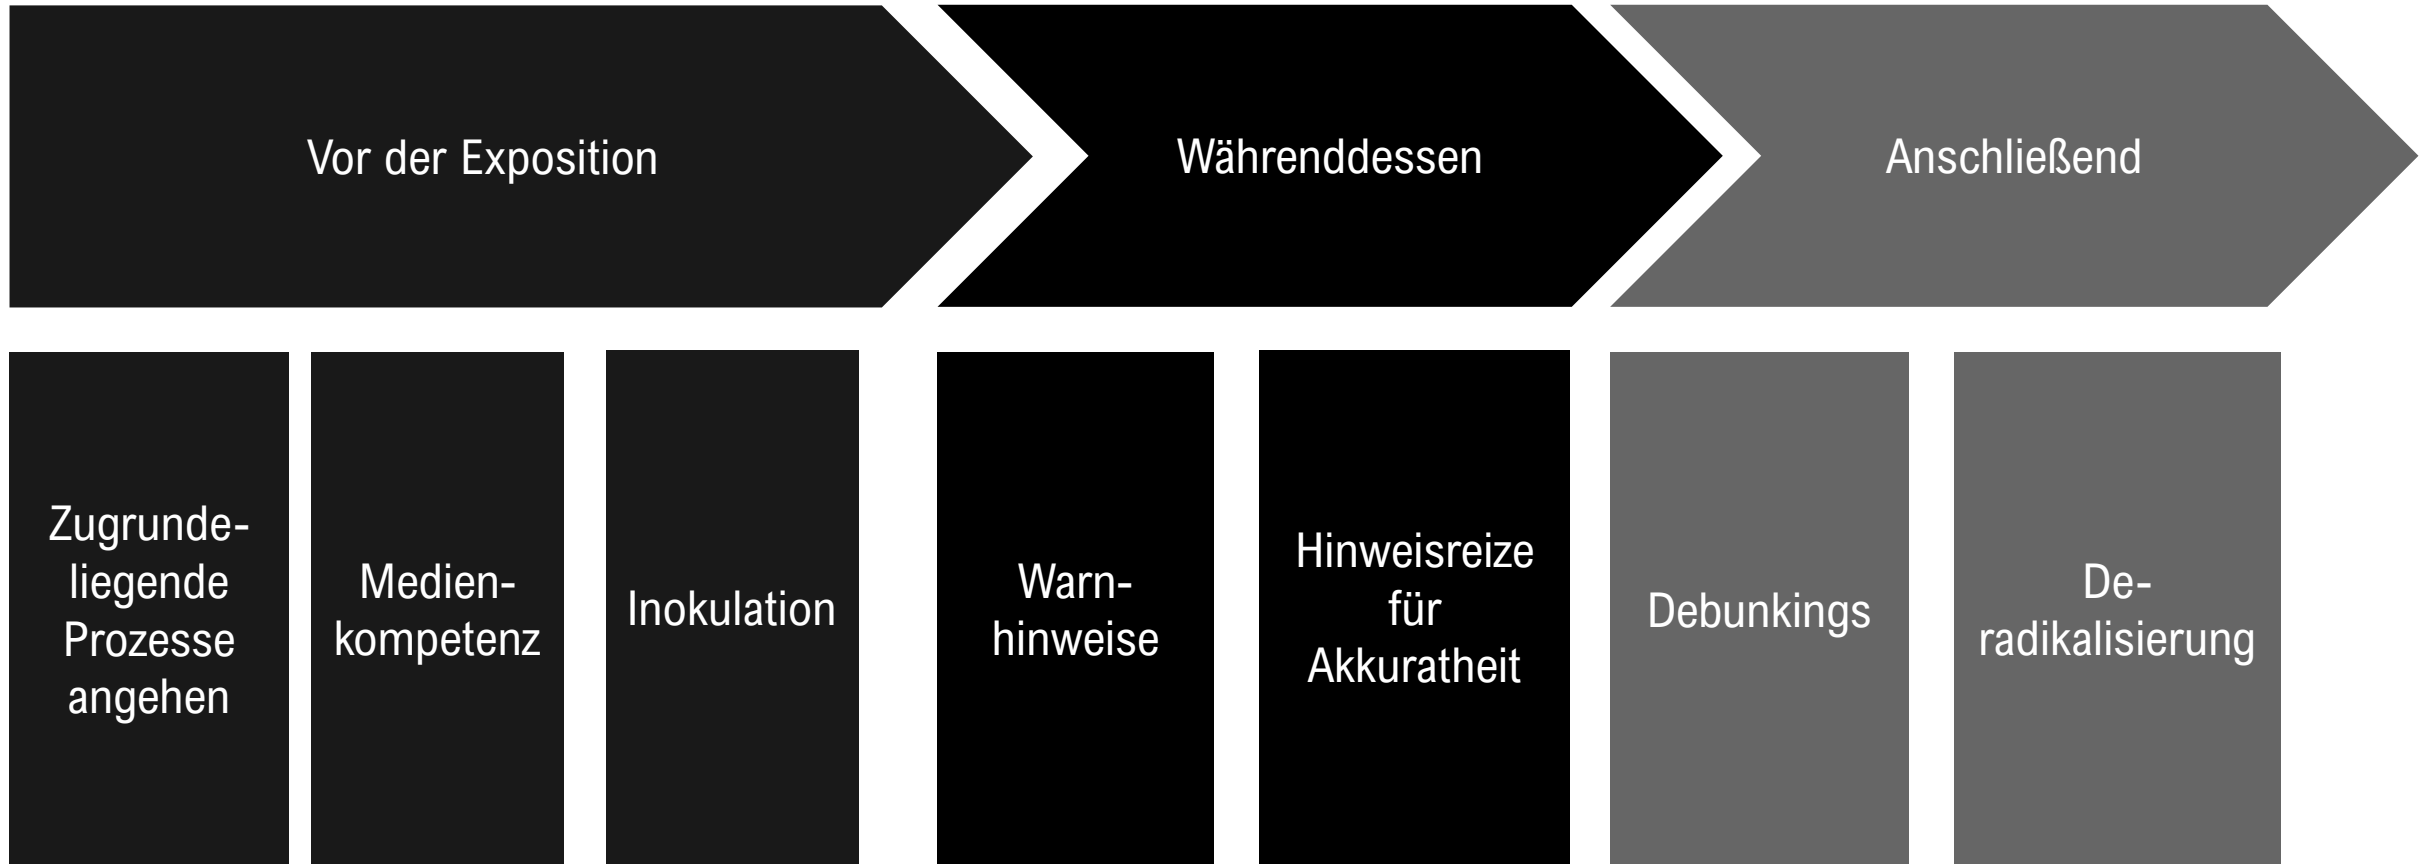 Vor der Exposition
Währenddessen
Anschließend
Zugrunde-
liegende
Prozesse
angehen
Medien-
kompetenz
Inokulation
Warn-
hinweise
Hinweisreize
für
Akkuratheit
Debunkings
De-
radikalisierung